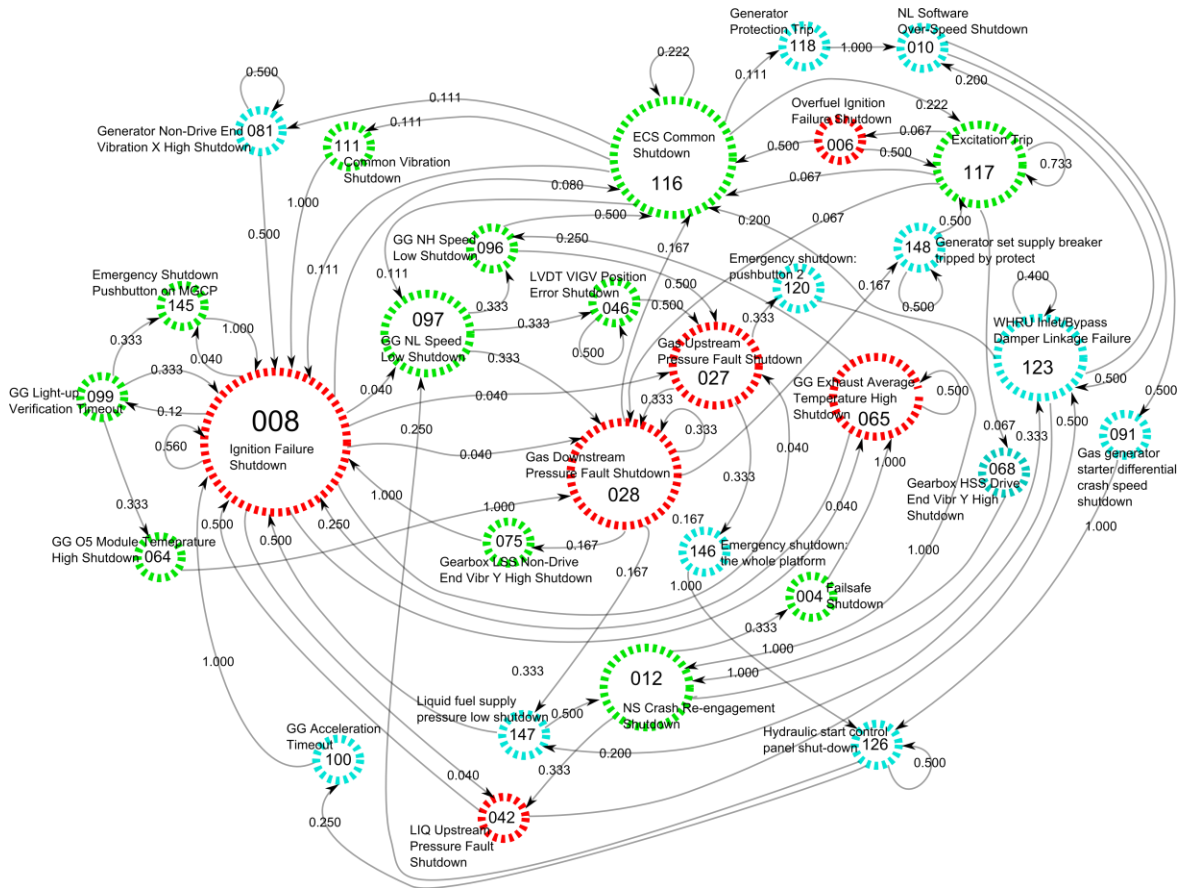 Generator
Protection Trip
118
1.000
NL Software
Over-Speed Shutdown
010
0.200
0.222
0.111
0.500
081
Generator Non-Drive End
Vibration X High Shutdown
0.111
0.111
111
Common Vibration
Shutdown
ECS Common
Shutdown
116
Overfuel Ignition
Failure Shutdown
006
0.222
0.067
0.500
0.500
Excitation Trip
117
0.733
0.067
0.080
1.000
0.500
0.111
0.111
GG NH Speed
Low Shutdown
096
0.500
0.250
0.200
0.067
0.167
0.500
148
Generator set supply breaker
tripped by protect
0.500
Emergency Shutdown
Pushbutton on MGCP
145
1.000
0.040
0.333
LVDT VIGV Position
Error Shutdown
046
0.500
0.500
0.500
Emergency shutdown:
pushbutton 2
120
0.167
0.333
0.400
WHRU Inlet/Bypass
Damper Linkage Failure
123
097
GG NL Speed
Low Shutdown
0.333
0.333
0.333
Gas Upstream
Pressure Fault Shutdown
027
GG Exhaust Average
Temperature High
Shutdown
065
0.500
0.500
0.500
099
GG Light-up
Verification Timeout
0.333
0.333
0.12
0.560
008
Ignition Failure
Shutdown
0.040
0.040
0.040
0.250
0.333
0.333
Gas Downstream
Pressure Fault Shutdown
028
0.040
0.333
1.000
0.040
0.067
0.333
0.500
091
Gas generator
starter differential
crash speed
shutdown
1.000
068
Gearbox HSS Drive
End Vibr Y High
Shutdown
0.333
064
GG O5 Module Temeprature
High Shutdown
1.000
1.000
075
Gearbox LSS Non-Drive
End Vibr Y High Shutdown
0.167
0.167
0.167
146
Emergency shutdown:
the whole platform
1.000
1.000
004
Failsafe
Shutdown
0.333
0.500
0.500
0.250
1.000
0.333
012
NS Crash Re-engagement
Shutdown
1.000
Liquid fuel supply
pressure low shutdown
147
0.500
0.200
0.333
Hydraulic start control
panel shut-down
126
0.500
GG Acceleration
Timeout
100
0.250
0.040
042
LIQ Upstream
Pressure Fault
Shutdown